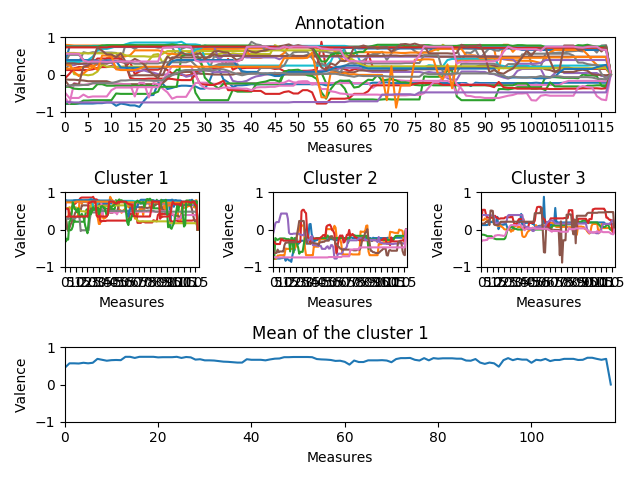 Annotation
Valence
1
0
−1
0 5 10 15 20 25 30 35 40 45 50 55 60 65 70 75 80 85 90 95 100 105 110 115
Measures
Cluster 1 Cluster 2 Cluster 3
Valence Valence Valence
1 1 1
0 0 0
−1 −1 −1
Measures Measures Measures
Mean of the cluster 1
Valence
1
0
−1
0 20 40 60 80 100
Measures